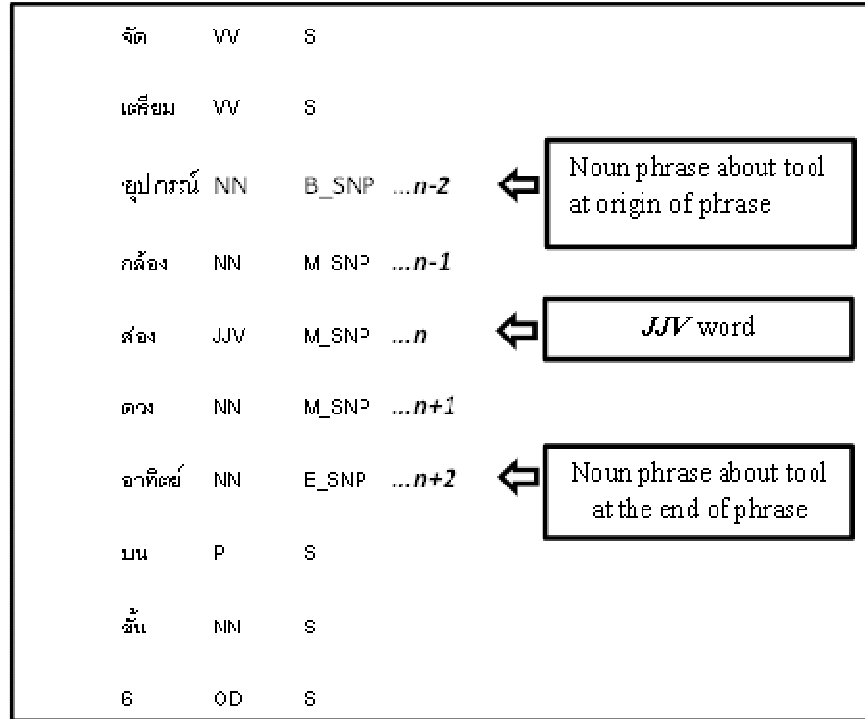 จัด VV S
เตรียม VV S
อุปกรณ์ NN B_SNP ...n-2
Noun phrase about tool
at origin of phrase
กล้อง NN M_SNP ...n-1
ส่อง JJV M_SNP ...n
JJV word
ดวง NN M_SNP ...n+1
อาทิตย์ NN E_SNP ...n+2
Noun phrase about tool
at the end of phrase
บน P S
ชั้น NN S
6 OD S